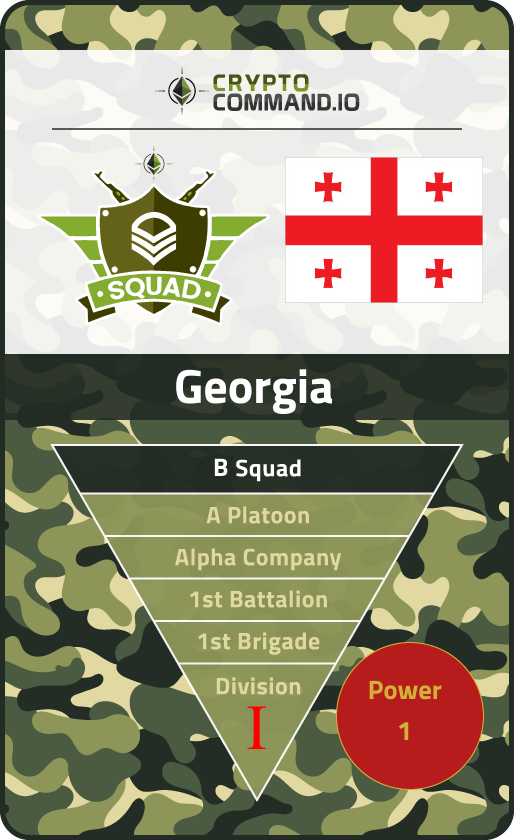 CRYPTO
COMMAND.IO
SQUAD
Georgia
B Squad
A Platoon
Alpha Company
1st Battalion
1st Brigade
Division
I
Power
1